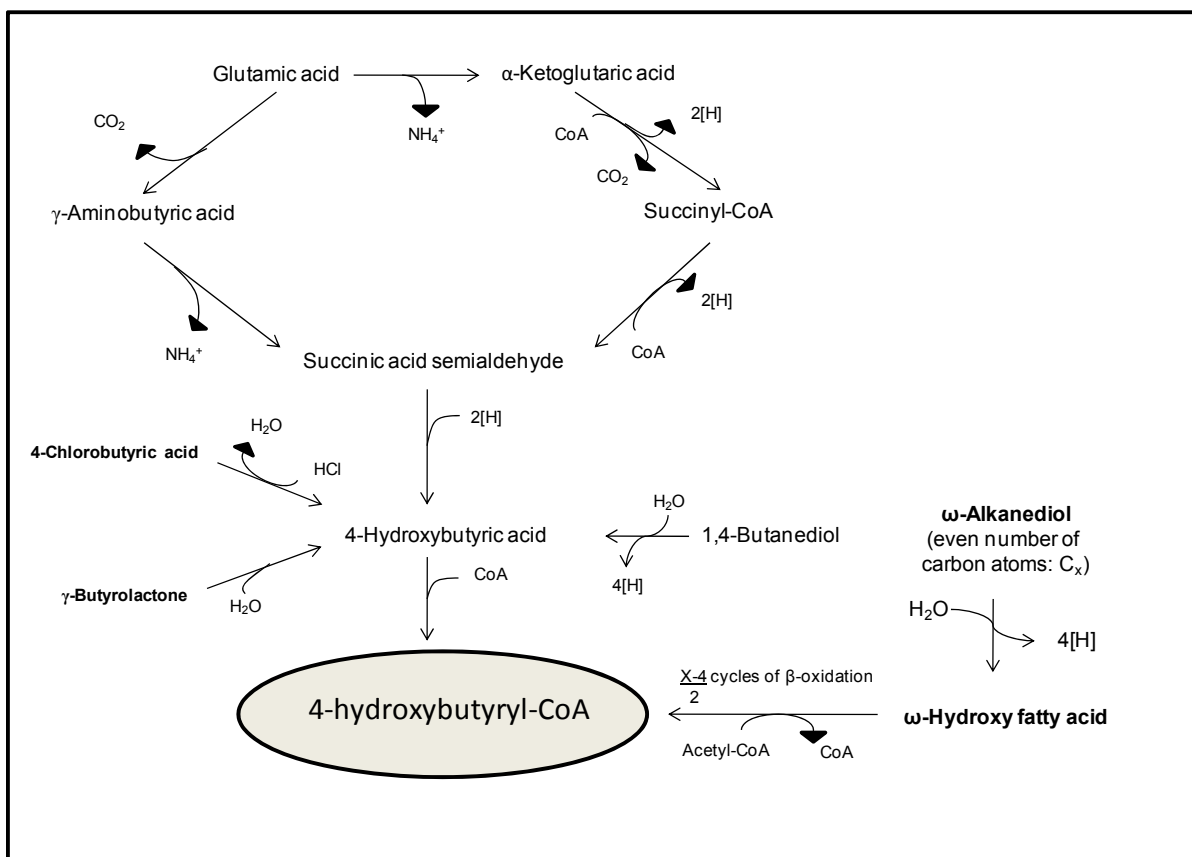 Glutamic acid
α-Ketoglutaric acid
CO₂
NH₄⁺
CoA
2[H]
CO₂
γ-Aminobutyric acid
Succinyl-CoA
NH₄⁺
2[H]
CoA
Succinic acid semialdehyde
2[H]
H₂O
4-Chlorobutyric acid
HCl
4-Hydroxybutyric acid
H₂O
1,4-Butanediol
4[H]
ω-Alkanediol
(even number of
carbon atoms: Cₓ)
γ-Butyrolactone
H₂O
CoA
H₂O
4[H]
X-4 cycles of β-oxidation
2
4-hydroxybutyryl-CoA
ω-Hydroxy fatty acid
Acetyl-CoA
CoA